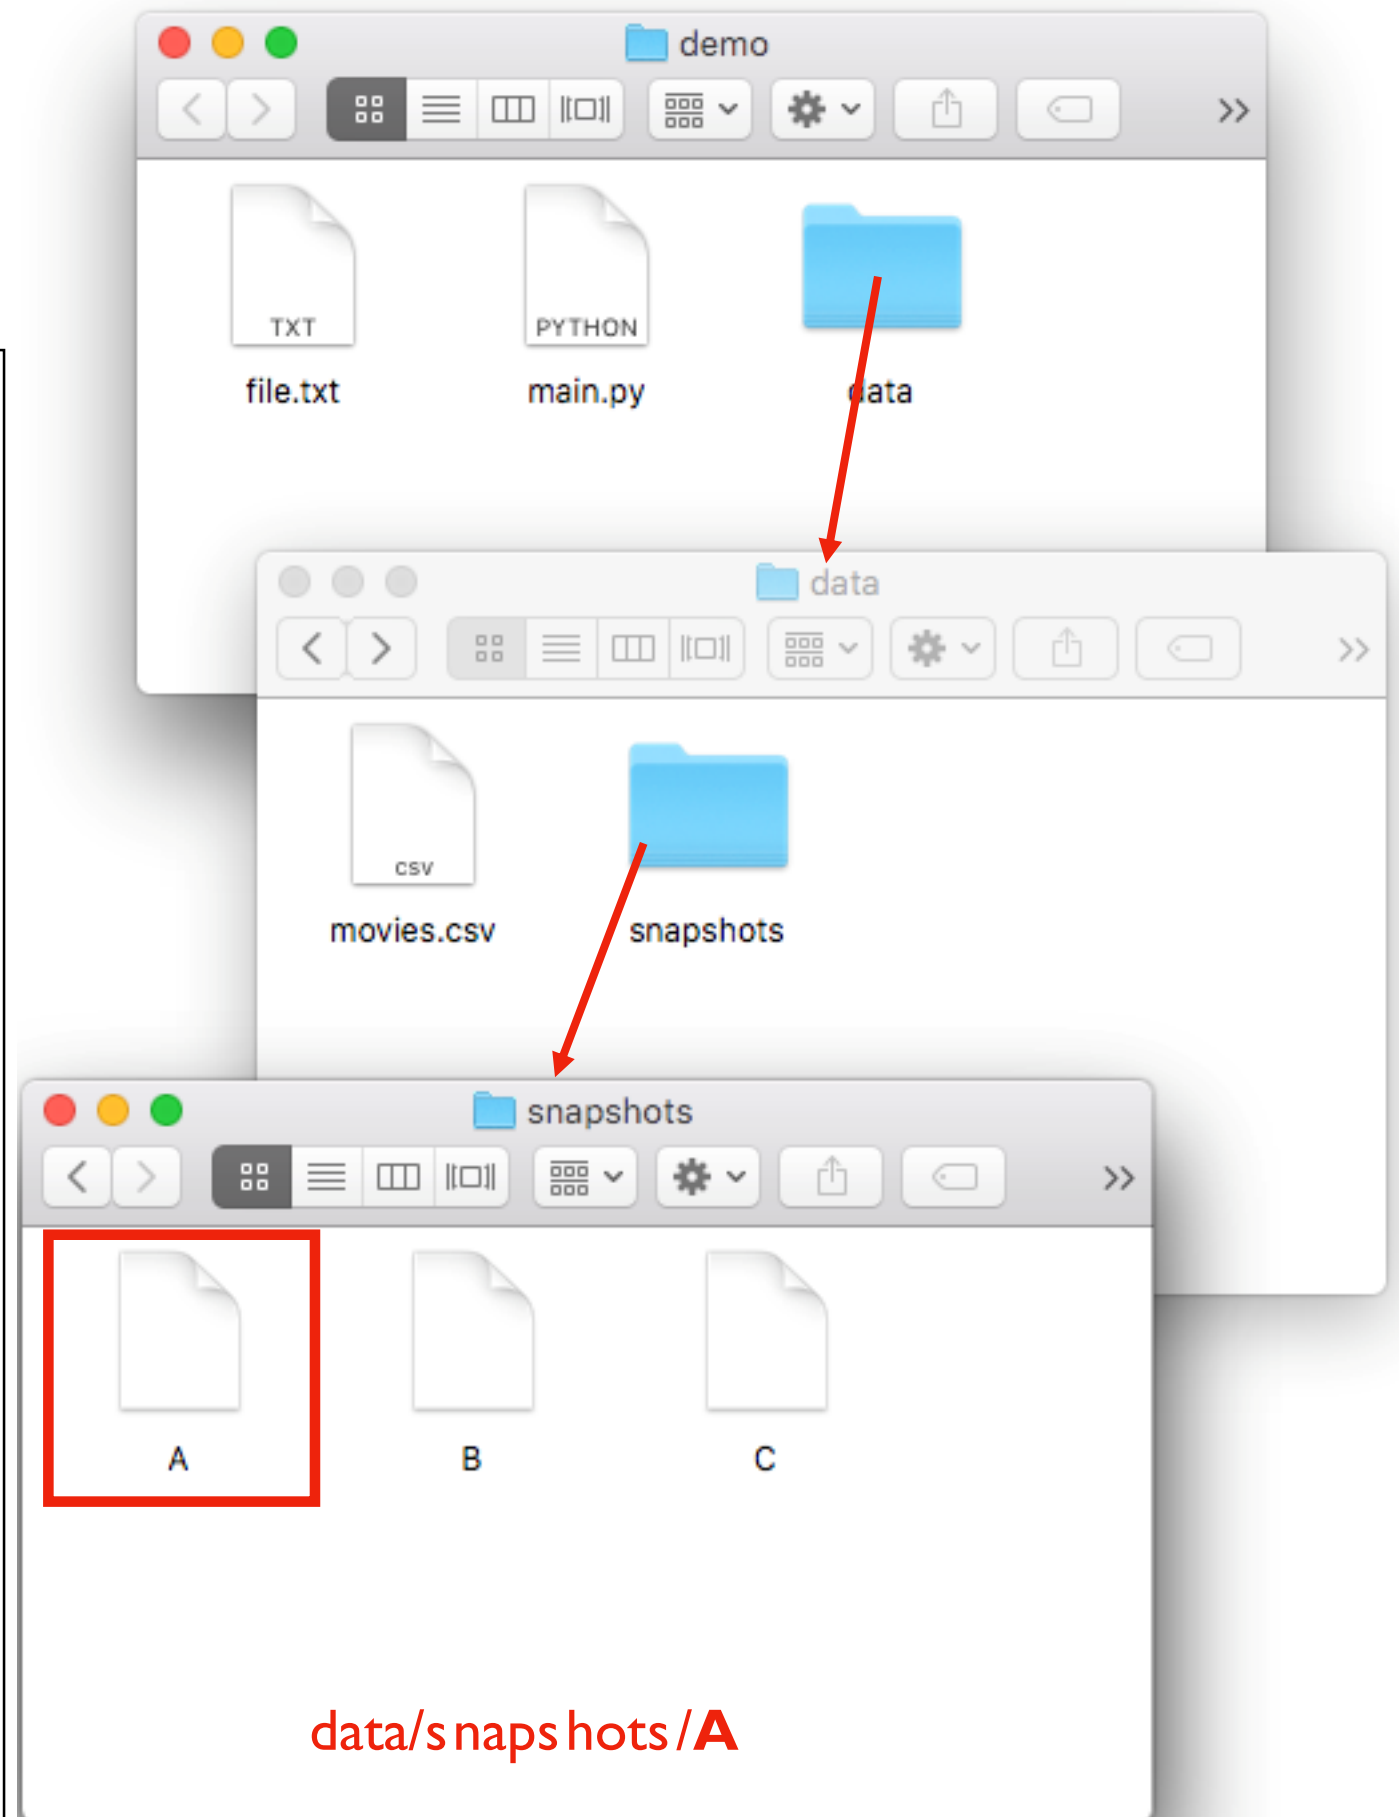 demo
TXT
PYTHON
file.txt
main.py
data
data
CSV
movies.csv
snapshots
snapshots
A
B
C
data/snapshots/A